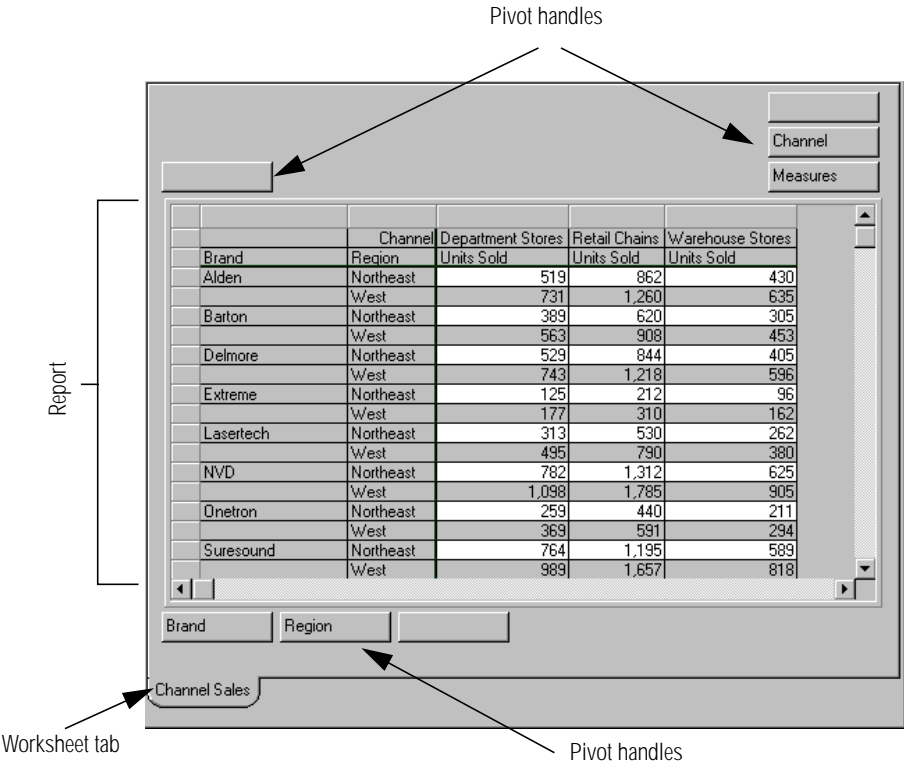 Pivot handles
Channel
Measures
Channel Department Stores Retail Chains Warehouse Stores
Brand Region Units Sold Units Sold Units Sold
Alden Northeast 519 862 430
West 731 1,260 635
Barton Northeast 389 620 305
West 563 908 453
Delmore Northeast 529 844 405
West 743 1,218 596
Extreme Northeast 125 212 96
West 177 310 162
Lasertech Northeast 313 530 262
West 495 790 380
NVD Northeast 782 1,312 625
West 1,098 1,785 905
Onetron Northeast 259 440 211
West 369 591 294
Suresound Northeast 764 1,195 589
West 989 1,657 818
Report
Brand Region
Channel Sales
Worksheet tab
Pivot handles